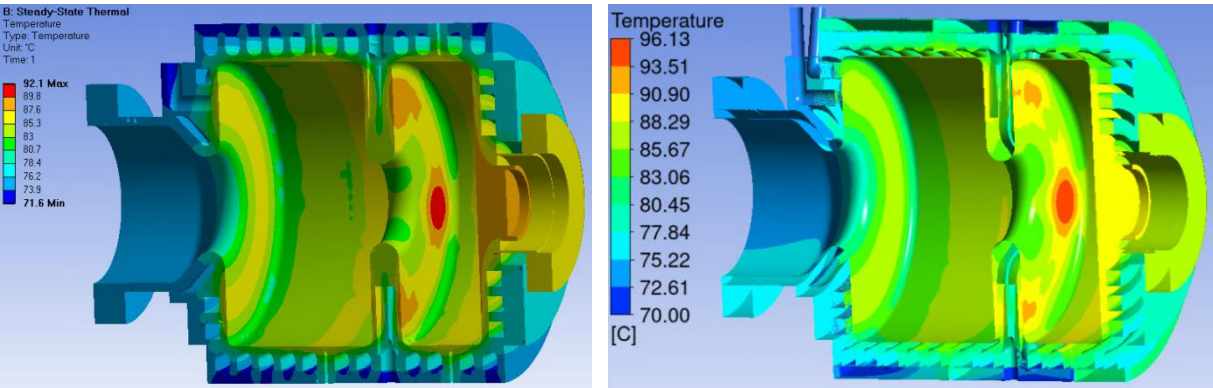 B: Steady-State Thermal
Temperature
Type: Temperature
Unit: °C
Time: 1
92.1 Max
89.8
87.6
85.3
83
80.7
78.4
76.2
73.9
71.6 Min
Temperature
96.13
93.51
90.90
88.29
85.67
83.06
80.45
77.84
75.22
72.61
70.00
[C]